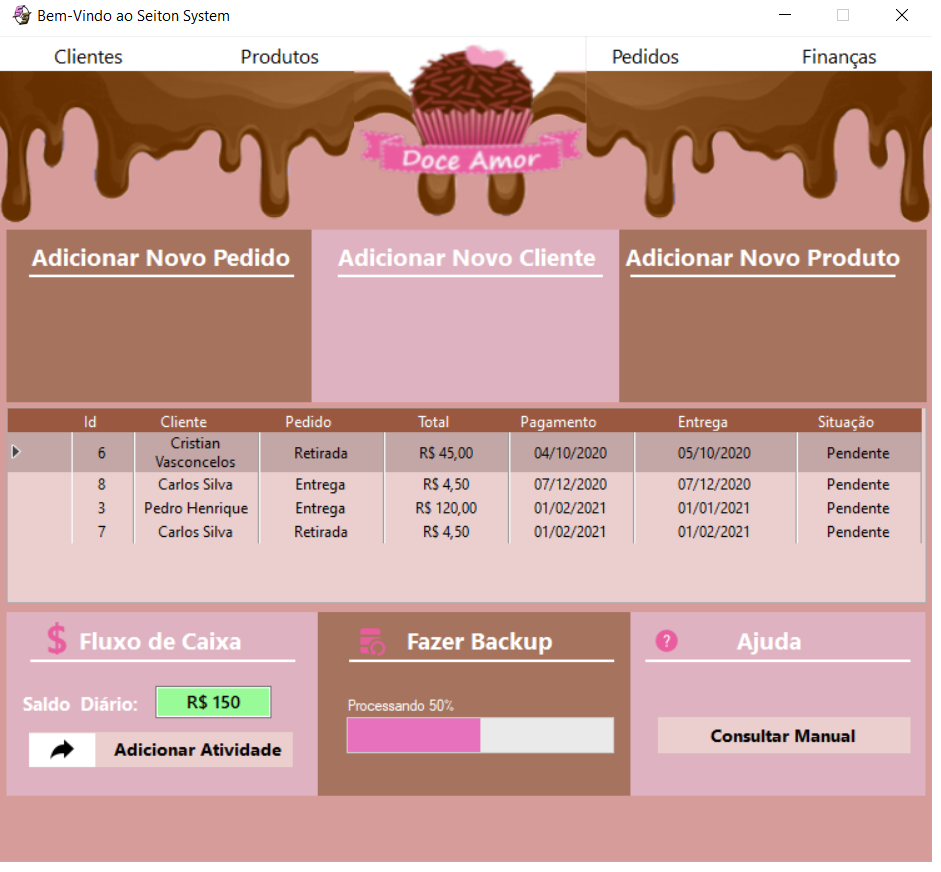 Bem-Vindo ao Seiton System
Clientes Produtos Pedidos Finanças
Doce Amor
Adicionar Novo Pedido Adicionar Novo Cliente Adicionar Novo Produto
Id Cliente Pedido Total Pagamento Entrega Situação
6 Cristian Vasconcelos Retirada R$ 45,00 04/10/2020 05/10/2020 Pendente
8 Carlos Silva Entrega R$ 4,50 07/12/2020 07/12/2020 Pendente
3 Pedro Henrique Entrega R$ 120,00 01/02/2021 01/01/2021 Pendente
7 Carlos Silva Retirada R$ 4,50 01/02/2021 01/02/2021 Pendente
$ Fluxo de Caixa
Saldo Diário: R$ 150
Adicionar Atividade
Fazer Backup
Processando 50%
? Ajuda
Consultar Manual